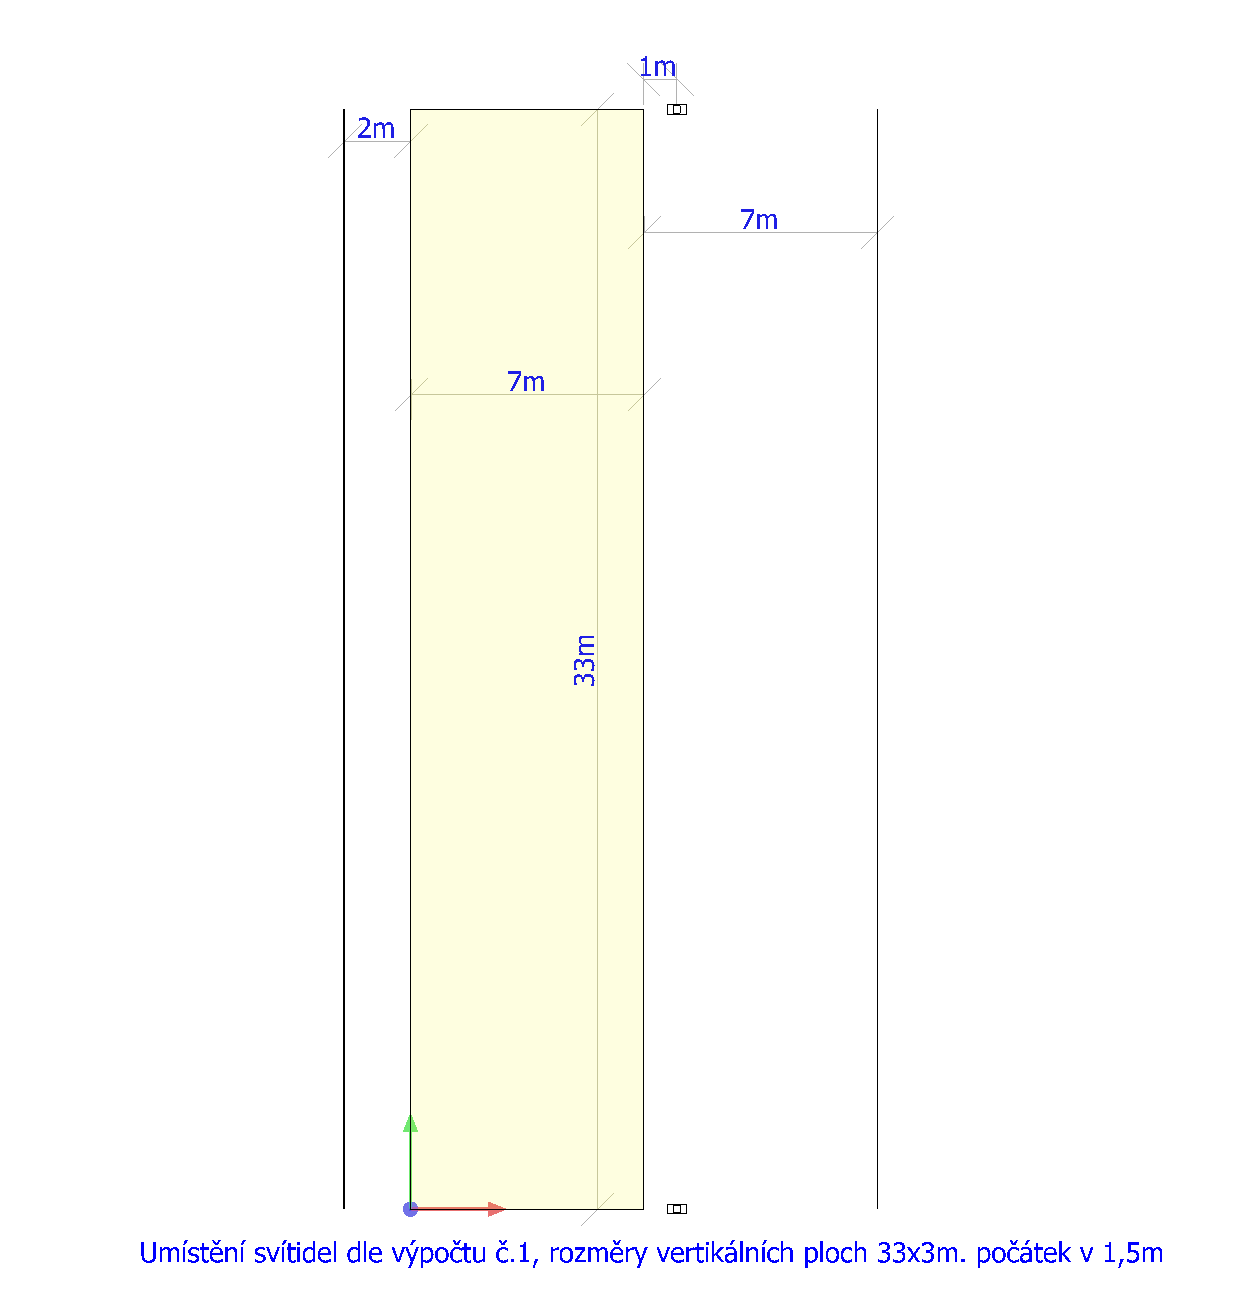 1m
2m
7m
7m
33m
Umístění svítidel dle výpočtu č.1, rozměry vertikálních ploch 33x3m. počátek v 1,5m